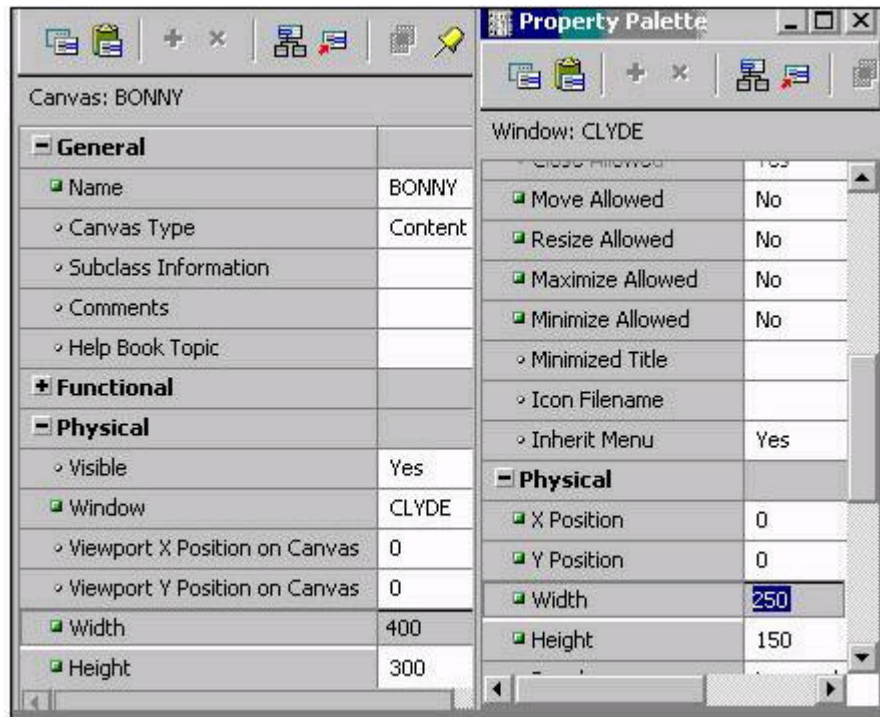 Canvas: BONNY
General
Name BONNY
Canvas Type Content
Subclass Information
Comments
Help Book Topic
Functional
Physical
Visible Yes
Window CLYDE
Viewport X Position on Canvas 0
Viewport Y Position on Canvas 0
Width 400
Height 300
Property Palette
Window: CLYDE
Close Allowed Yes
Move Allowed No
Resize Allowed No
Maximize Allowed No
Minimize Allowed No
Minimized Title
Icon Filename
Inherit Menu Yes
Physical
X Position 0
Y Position 0
Width 250
Height 150